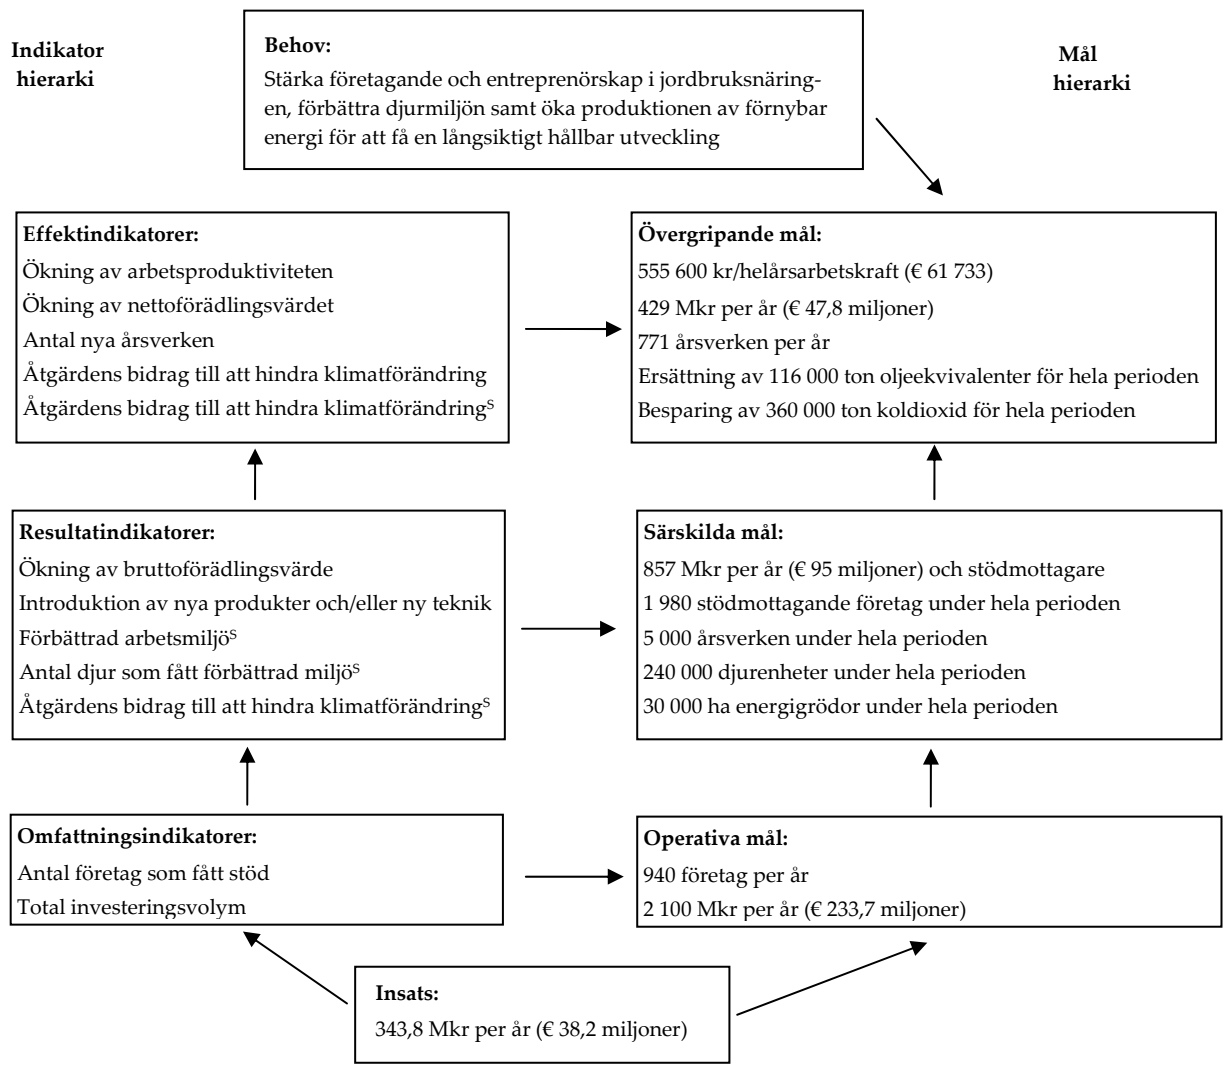 Indikator
hierarki
Behov:
Stärka företagande och entreprenörskap i jordbruksnäring-
en, förbättra djurmiljön samt öka produktionen av förnybar
energi för att få en långsiktigt hållbar utveckling
Mål
hierarki
Effektindikatorer:
Ökning av arbetsproduktiviteten
Ökning av nettoförädlingsvärdet
Antal nya årsverken
Åtgärdens bidrag till att hindra klimatförändring
Åtgärdens bidrag till att hindra klimatförändringˢ
Övergripande mål:
555 600 kr/helårsarbetskraft (€ 61 733)
429 Mkr per år (€ 47,8 miljoner)
771 årsverken per år
Ersättning av 116 000 ton oljeekvivalenter för hela perioden
Besparing av 360 000 ton koldioxid för hela perioden
Resultatindikatorer:
Ökning av bruttoförädlingsvärde
Introduktion av nya produkter och/eller ny teknik
Förbättrad arbetsmiljöˢ
Antal djur som fått förbättrad miljöˢ
Åtgärdens bidrag till att hindra klimatförändringˢ
Särskilda mål:
857 Mkr per år (€ 95 miljoner) och stödmottagare
1 980 stödmottagande företag under hela perioden
5 000 årsverken under hela perioden
240 000 djurenheter under hela perioden
30 000 ha energigrödor under hela perioden
Omfattningsindikatorer:
Antal företag som fått stöd
Total investeringsvolym
Operativa mål:
940 företag per år
2 100 Mkr per år (€ 233,7 miljoner)
Insats:
343,8 Mkr per år (€ 38,2 miljoner)